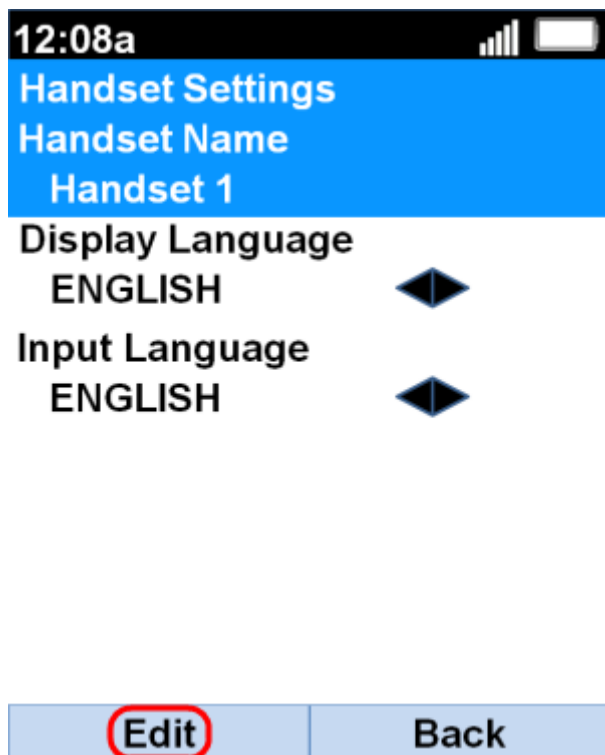 12:08a
Handset Settings
Handset Name
Handset 1
Display Language
ENGLISH
Input Language
ENGLISH
Edit Back